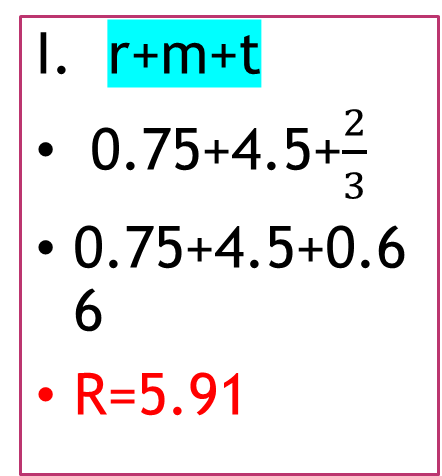 I. r+m+t
• 0.75+4.5+2/3
• 0.75+4.5+0.6
6
• R=5.91